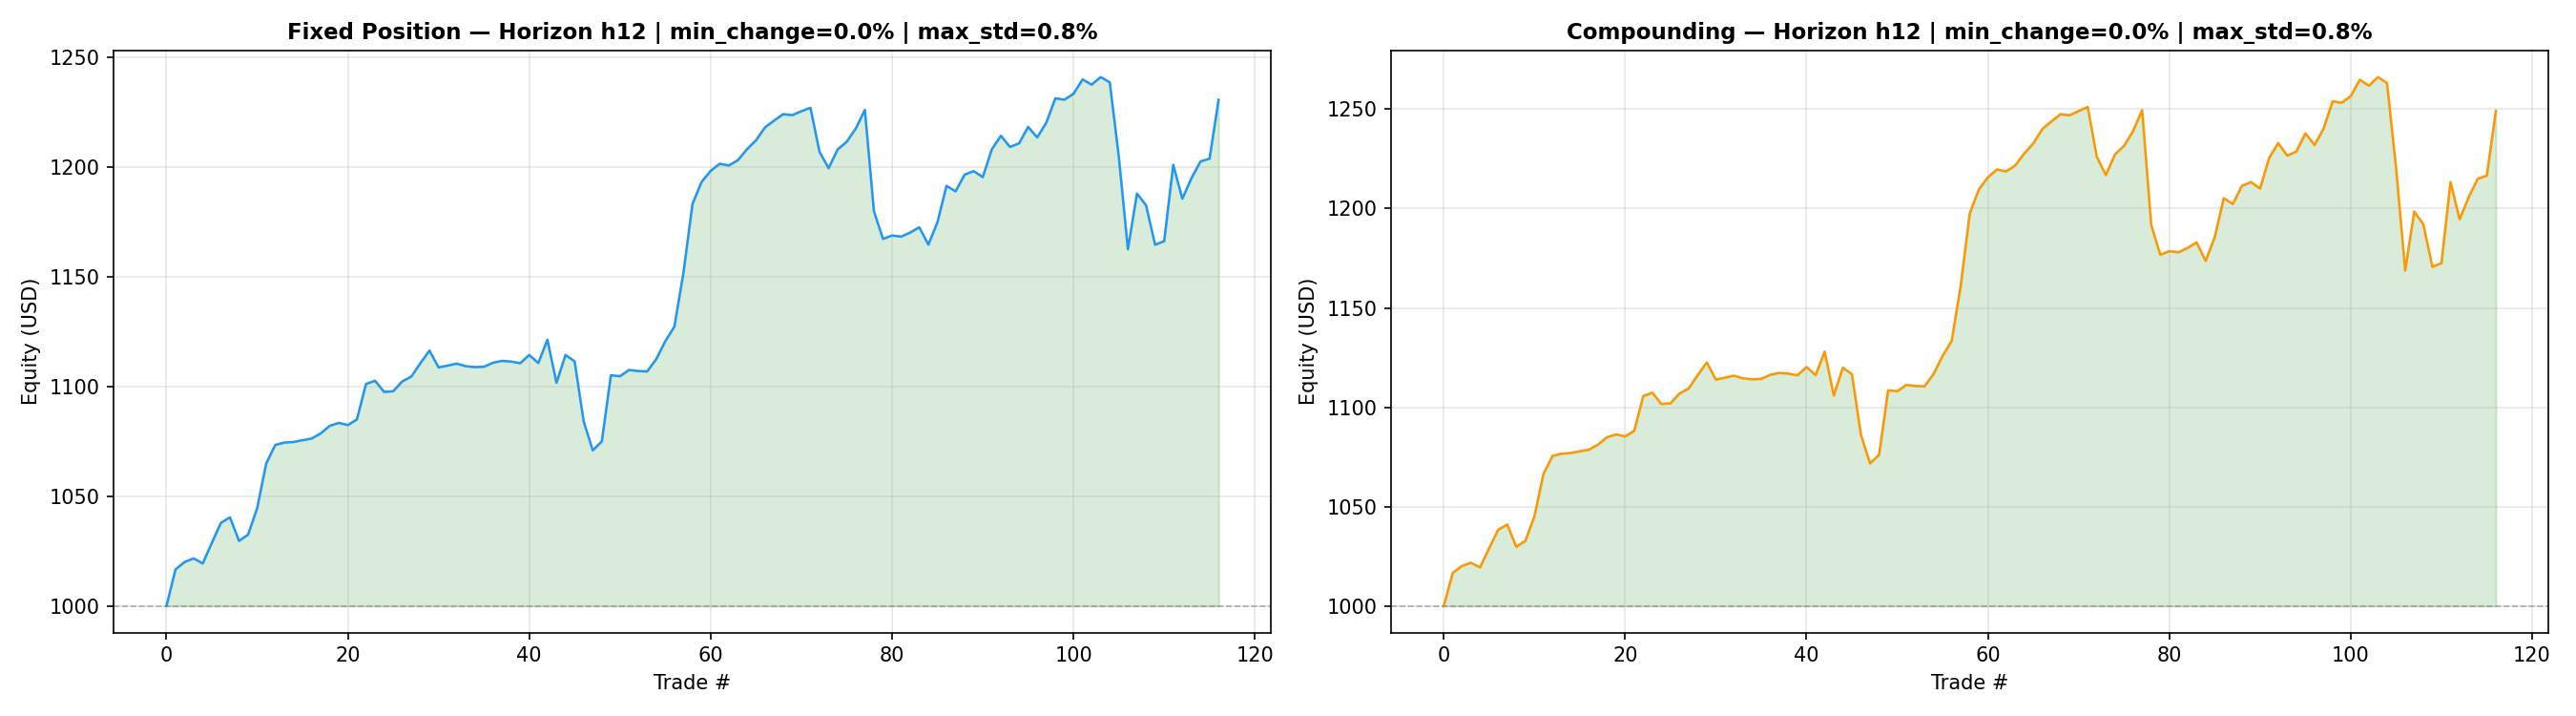 Fixed Position — Horizon h12 | min_change=0.0% | max_std=0.8%
1250
1200
1150
1100
1050
1000
Equity (USD)
0 20 40 60 80 100 120
Trade #
Compounding — Horizon h12 | min_change=0.0% | max_std=0.8%
1250
1200
1150
1100
1050
1000
Equity (USD)
0 20 40 60 80 100 120
Trade #